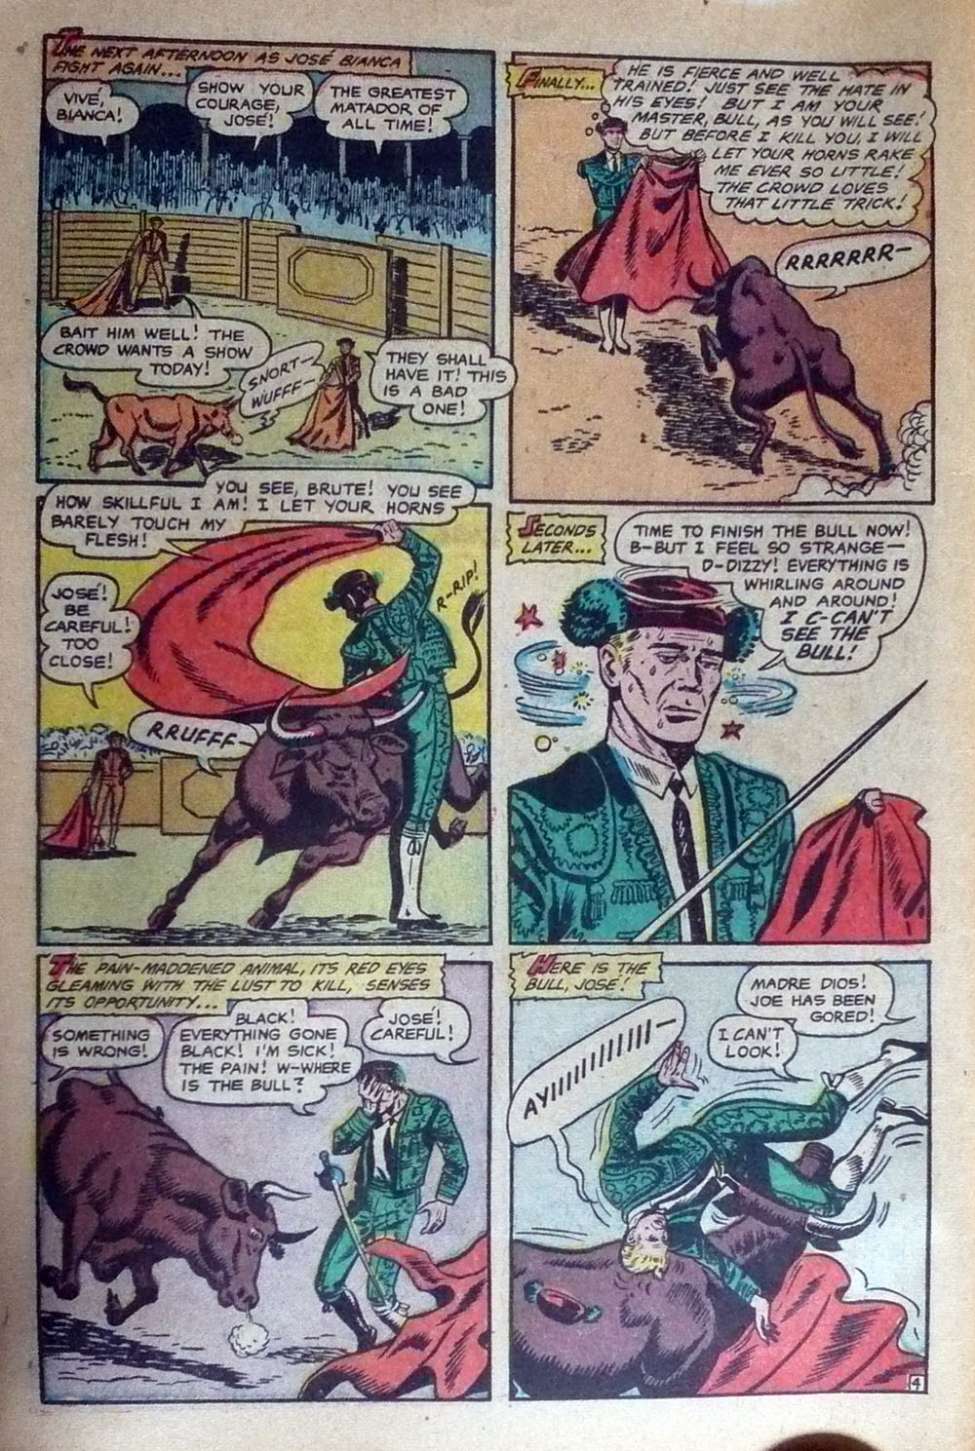 THE NEXT AFTERNOON AS JOSÉ BIANCA
FIGHT AGAIN...
VIVÉ,
BIANCA!
SHOW YOUR
COURAGE,
JOSÉ!
THE GREATEST
MATADOR OF
ALL TIME!
BAIT HIM WELL! THE
CROWD WANTS A SHOW
TODAY!
SNORT—
WUFFF—
THEY SHALL
HAVE IT! THIS
IS A BAD
ONE!
FINALLY...
HE IS FIERCE AND WELL
TRAINED! JUST SEE THE HATE IN
HIS EYES! BUT I AM YOUR
MASTER, BULL, AS YOU WILL SEE!
BUT BEFORE I KILL YOU, I WILL
LET YOUR HORNS RAKE
ME EVER SO LITTLE!
THE CROWD LOVES
THAT LITTLE TRICK!
RRRRRRR—
YOU SEE, BRUTE! YOU SEE
HOW SKILLFUL I AM! I LET YOUR HORNS
BARELY TOUCH MY
FLESH!
JOSÉ!
BE
CAREFUL!
TOO
CLOSE!
R-RIP!
RRUFFF—
SECONDS
LATER...
TIME TO FINISH THE BULL NOW!
B-BUT I FEEL SO STRANGE—
D-DIZZY! EVERYTHING IS
WHIRLING AROUND
AND AROUND!
I C-CAN'T
SEE THE
BULL!
THE PAIN-MADDENED ANIMAL, ITS RED EYES
GLEAMING WITH THE LUST TO KILL, SENSES
ITS OPPORTUNITY...
SOMETHING
IS WRONG!
BLACK!
EVERYTHING GONE
BLACK! I'M SICK!
THE PAIN! W-WHERE
IS THE BULL?
JOSÉ!
CAREFUL!
HERE IS THE
BULL, JOSÉ!
AYIIIIIIIIIII—
MADRE DIOS!
JOE HAS BEEN
GORED!
I CAN'T
LOOK!
4